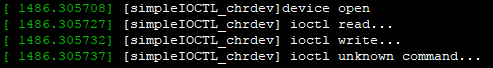 [ 1486.305708] [simpleIOCTL_chrdev]device open
[ 1486.305727] [simpleIOCTL_chrdev] ioctl read...
[ 1486.305732] [simpleIOCTL_chrdev] ioctl write...
[ 1486.305737] [simpleIOCTL_chrdev] ioctl unknown command...